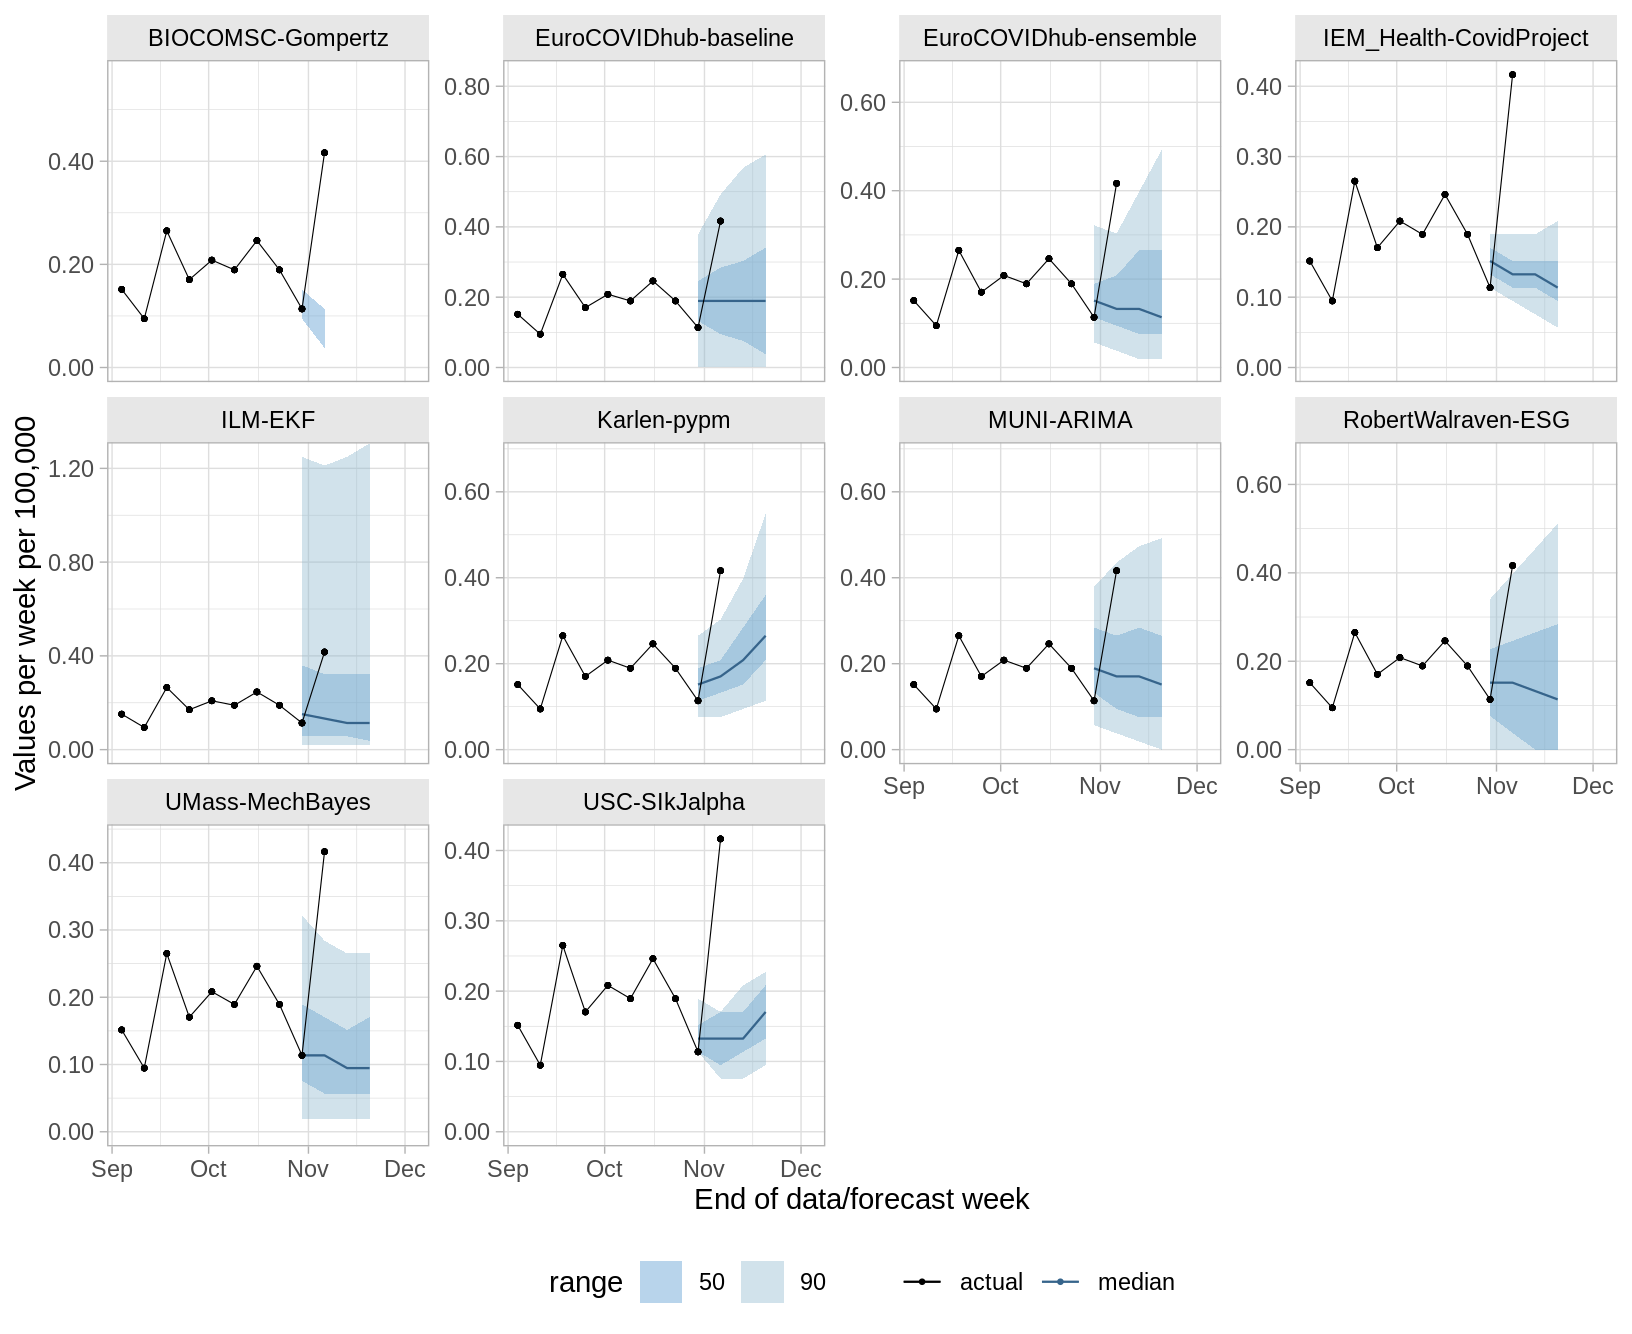 BIOCOMSC-Gompertz
EuroCOVIDhub-baseline
EuroCOVIDhub-ensemble
IEM_Health-CovidProject
0.40
0.20
0.00
0.80
0.60
0.40
0.20
0.00
0.60
0.40
0.20
0.00
0.40
0.30
0.20
0.10
0.00
ILM-EKF
Karlen-pypm
MUNI-ARIMA
RobertWalraven-ESG
1.20
0.80
0.40
0.00
0.60
0.40
0.20
0.00
0.60
0.40
0.20
0.00
0.60
0.40
0.20
0.00
Sep Oct Nov Dec
Sep Oct Nov Dec
UMass-MechBayes
USC-SIkJalpha
0.40
0.30
0.20
0.10
0.00
0.40
0.30
0.20
0.10
0.00
Sep Oct Nov Dec
Sep Oct Nov Dec
Values per week per 100,000
End of data/forecast week
range 50 90 actual median